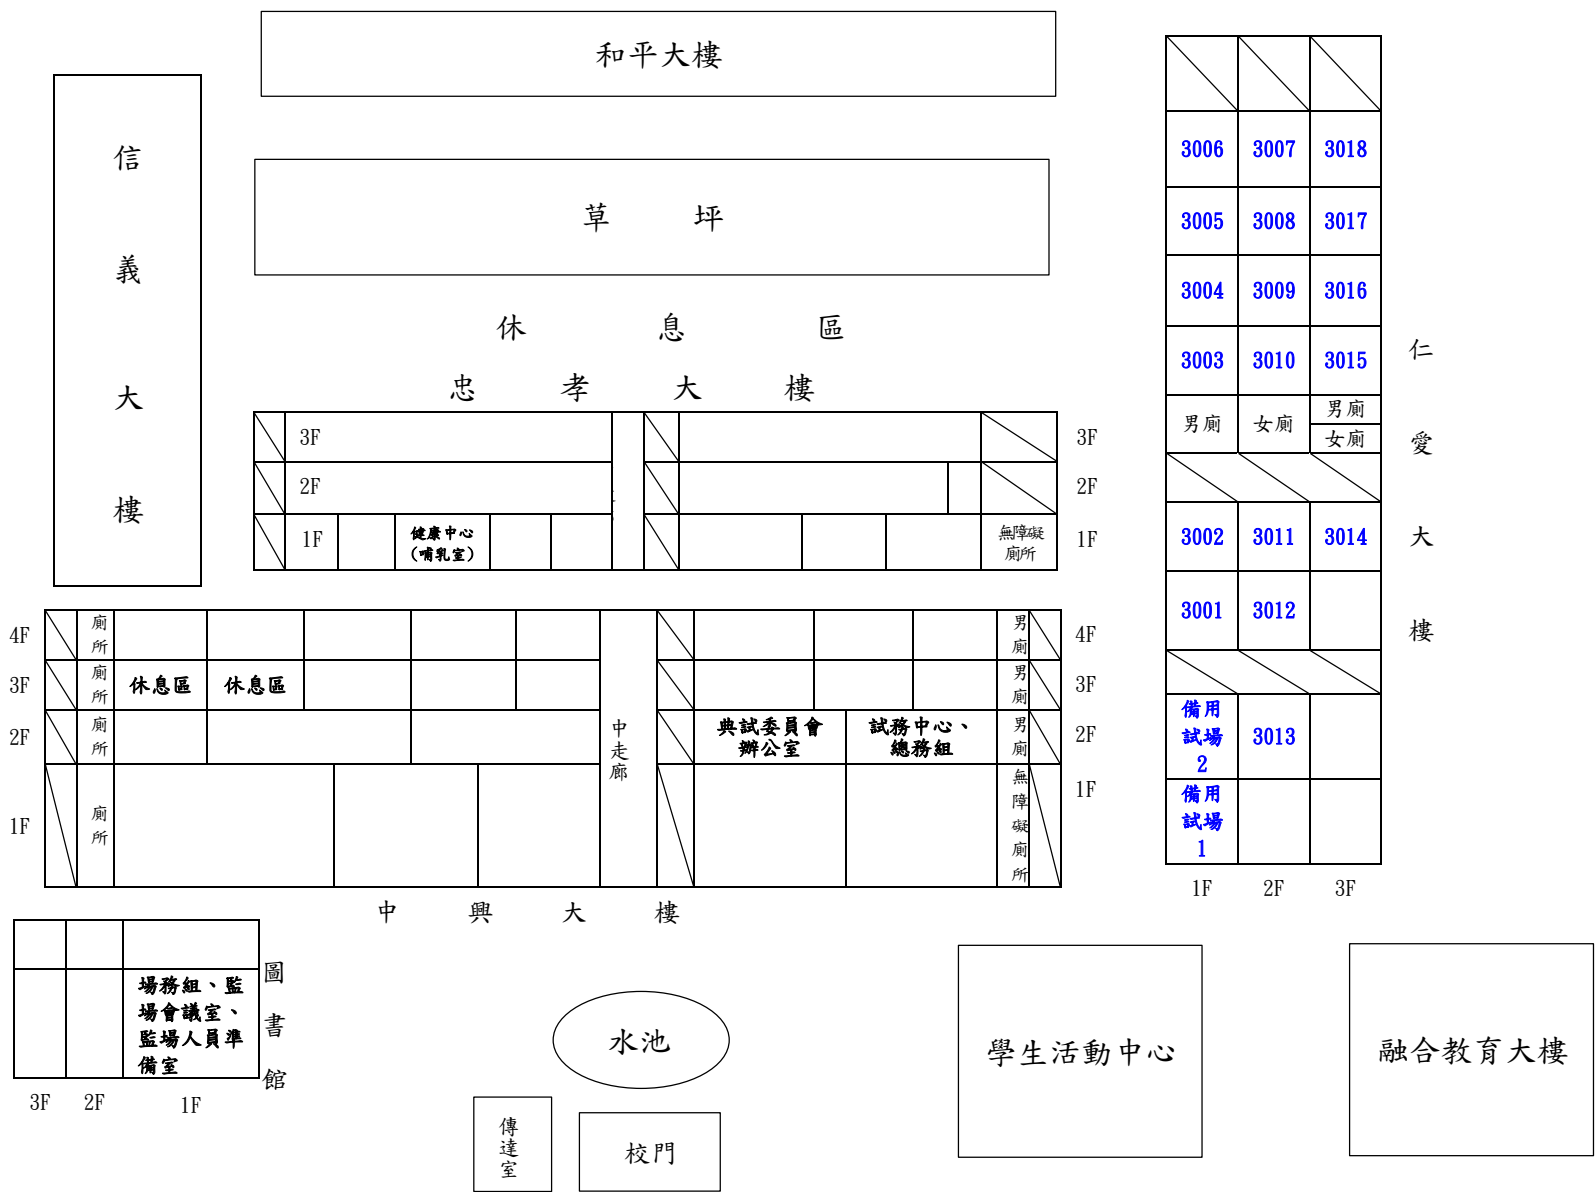 和平大樓
信義大樓
草坪
休息區
忠孝大樓
3F
3F
2F
2F
1F
健康中心
(哺乳室)
無障礙
廁所
1F
3006 3007 3018
3005 3008 3017
3004 3009 3016
3003 3010 3015
男廁 女廁 男廁
女廁
3002 3011 3014
3001 3012
備用
試場
2
3013
備用
試場
1
1F 2F 3F
仁愛大樓
4F
廁所
男廁
4F
3F
廁所
休息區
休息區
男廁
3F
2F
廁所
中走廊
典試委員會
辦公室
試務中心、
總務組
男廁
2F
1F
廁所
無障礙廁所
1F
中興大樓
場務組、監
場會議室、
監場人員準
備室
圖書館
3F 2F 1F
水池
傳達室
校門
學生活動中心
融合教育大樓